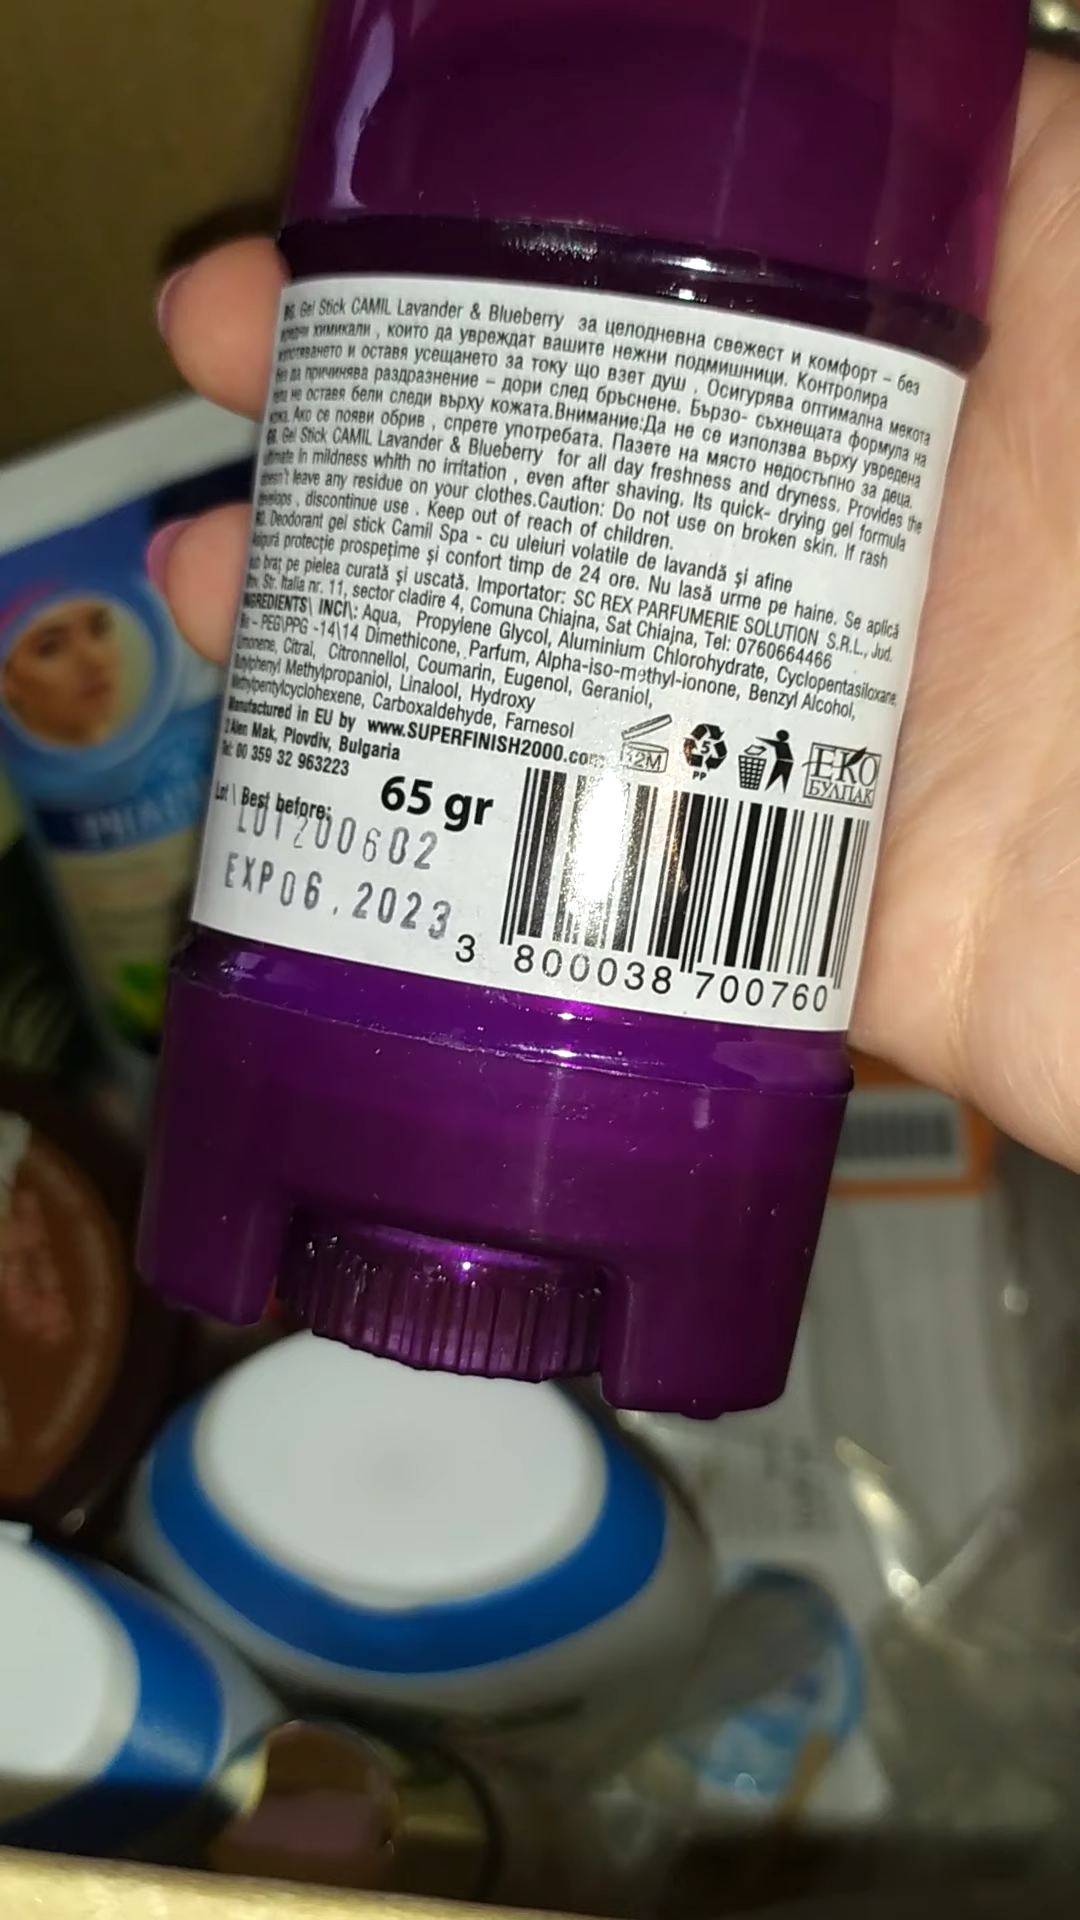 BG. Gel Stick CAMIL Lavander & Blueberry за целодневна свежест и комфорт – без
химикали , които да увреждат вашите нежни подмишници. Контролира
изпотяването и оставя усещането за току що взет душ . Осигурява оптимална мекота
без да причинява раздразнение – дори след бръснене. Бързо- съхнещата формула на
гела не оставя бели следи върху кожата.Внимание:Да не се използва върху увредена
кожа. Ако се появи обрив , спрете употребата. Пазете на място недостъпно за деца.
Gel Stick CAMIL Lavander & Blueberry for all day freshness and dryness. Provides the
ultimate in mildness whith no irritation , even after shaving. Its quick- drying gel formula
doesn't leave any residue on your clothes.Caution: Do not use on broken skin. If rash
develops , discontinue use . Keep out of reach of children.
RO. Deodorant gel stick Camil Spa - cu uleiuri volatile de lavandă și afine
Asigură protecție prospețime și confort timp de 24 ore. Nu lasă urme pe haine. Se aplică
sub braț pe pielea curată și uscată. Importator: SC REX PARFUMERIE SOLUTION S.R.L., Jud.
Ilfov, Str. Italia nr. 11, sector cladire 4, Comuna Chiajna, Sat Chiajna, Tel: 0760664466
INGREDIENTS\ INCI\: Aqua, Propylene Glycol, Aluminium Chlorohydrate, Cyclopentasiloxane,
Bis – PEG\PPG -14\14 Dimethicone, Parfum, Alpha-iso-methyl-ionone, Benzyl Alcohol,
Limonene, Citral, Citronnellol, Coumarin, Eugenol, Geraniol,
Butylphenyl Methylpropaniol, Linalool, Hydroxy
Methylpentylcyclohexene, Carboxaldehyde, Farnesol
Manufactured in EU by www.SUPERFINISH2000.com
2 Alen Mak, Plovdiv, Bulgaria
Tel: 00 359 32 963223
12M
5
PP
ЕКО
БУЛПАК
Lot \ Best before:
65 gr
LOT200602
EXP06.2023
3 800038 700760